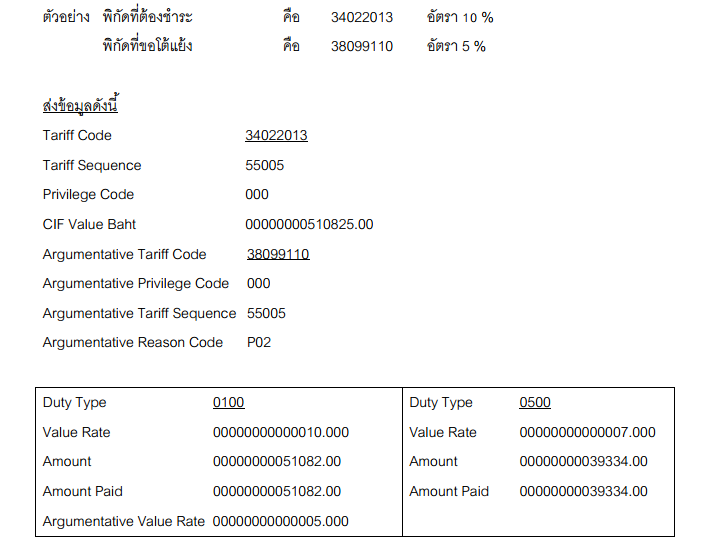 ตัวอย่าง พิกัดที่ต้องชำระ คือ 34022013 อัตรา 10 %
พิกัดที่ขอโต้แย้ง คือ 38099110 อัตรา 5 %
ส่งข้อมูลดังนี้
Tariff Code 34022013
Tariff Sequence 55005
Privilege Code 000
CIF Value Baht 00000000510825.00
Argumentative Tariff Code 38099110
Argumentative Privilege Code 000
Argumentative Tariff Sequence 55005
Argumentative Reason Code P02
Duty Type 0100 Duty Type 0500
Value Rate 00000000000010.000 Value Rate 00000000000007.000
Amount 00000000051082.00 Amount 00000000039334.00
Amount Paid 00000000051082.00 Amount Paid 00000000039334.00
Argumentative Value Rate 00000000000005.000